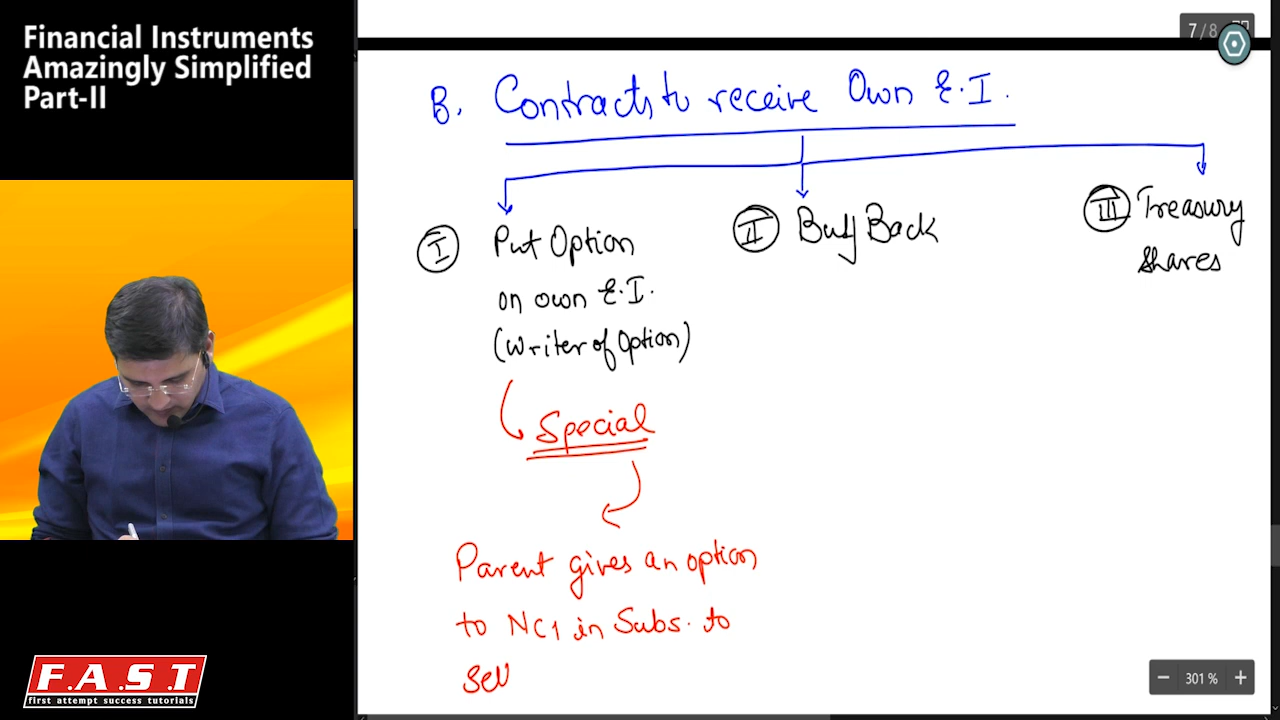 Financial Instruments
Amazingly Simplified
Part-II
7 / 8
B. Contracts to receive Own E.I.
I Put Option
on own E.I.
(Writer of Option)
II Buy Back
III Treasury
Shares
Special
Parent gives an option
to NCI in Subs. to
Sell
F.A.S.T
first attempt success tutorials
301 %